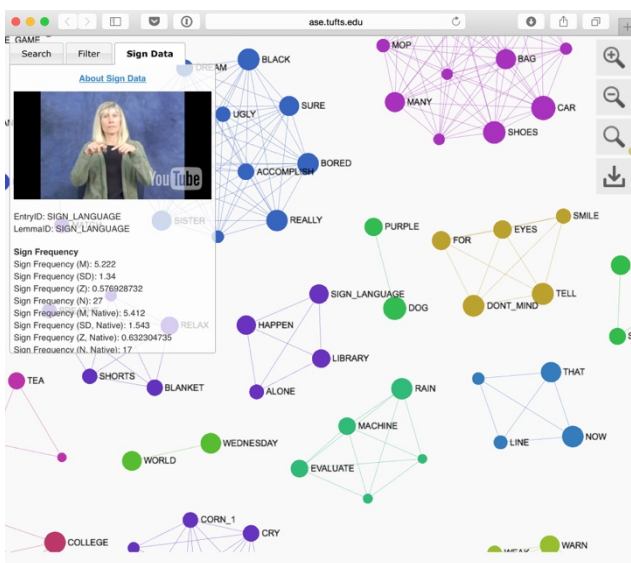 ase.tufts.edu
E_GAME
Search
Filter
Sign Data
About Sign Data
YouTube
EntryID: SIGN_LANGUAGE
LemmaID: SIGN_LANGUAGE
Sign Frequency
Sign Frequency (M): 5.222
Sign Frequency (SD): 1.34
Sign Frequency (Z): 0.576928732
Sign Frequency (N): 27
Sign Frequency (M, Native): 5.412
Sign Frequency (SD, Native): 1.543
Sign Frequency (Z, Native): 0.632304735
Sign Frequency (N, Native): 17
DREAM
BLACK
SURE
UGLY
BORED
ACCOMPLISH
SISTER
REALLY
MOP
BAG
MANY
CAR
SHOES
PURPLE
DOG
SMILE
EYES
FOR
TELL
DONT_MIND
SIGN_LANGUAGE
HAPPEN
LIBRARY
ALONE
RELAX
SHORTS
BLANKET
TEA
RAIN
MACHINE
EVALUATE
THAT
LINE
NOW
WEDNESDAY
WORLD
CORN_1
CRY
COLLEGE
WEAK
WARN